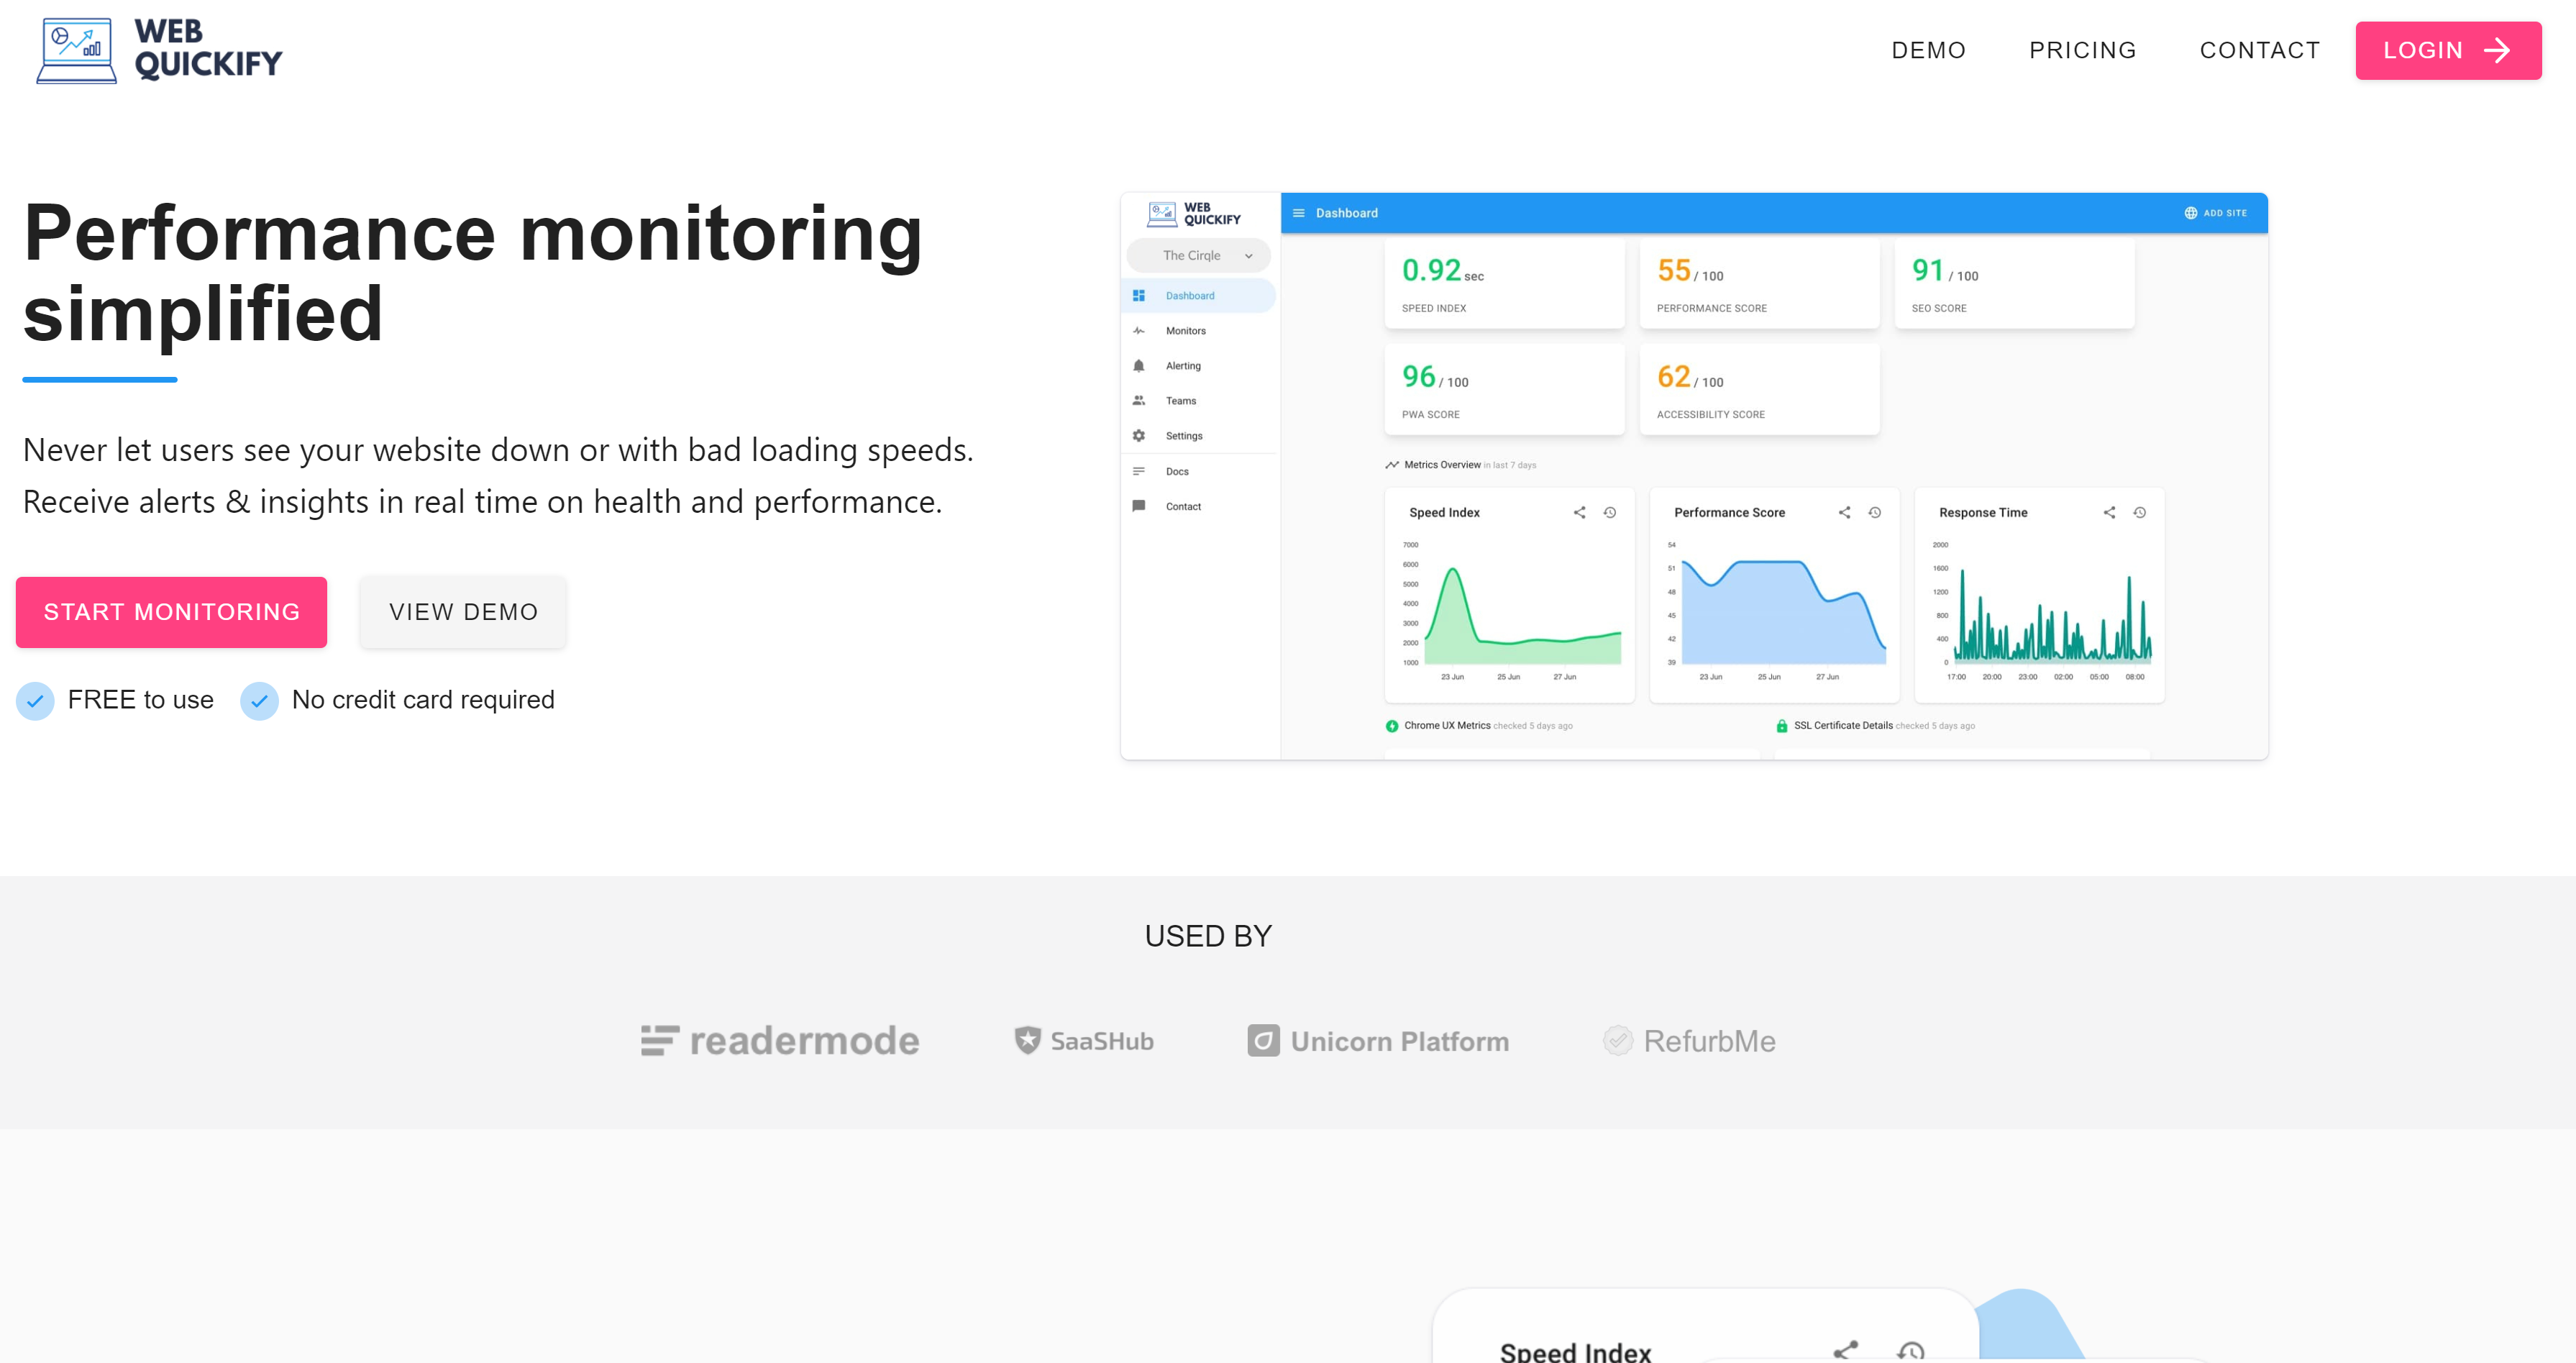 WEB
QUICKIFY
DEMO
PRICING
CONTACT
LOGIN
Performance monitoring
simplified
Never let users see your website down or with bad loading speeds.
Receive alerts & insights in real time on health and performance.
START MONITORING
VIEW DEMO
FREE to use
No credit card required
WEB
QUICKIFY
The Cirqle
Dashboard
Monitors
Alerting
Teams
Settings
Docs
Contact
Dashboard
ADD SITE
0.92 sec
SPEED INDEX
55 / 100
PERFORMANCE SCORE
91 / 100
SEO SCORE
96 / 100
PWA SCORE
62 / 100
ACCESSIBILITY SCORE
Metrics Overview in last 7 days
Speed Index
7000
6000
5000
4000
3000
2000
1000
23 Jun 25 Jun 27 Jun
Performance Score
54
51
48
45
42
39
23 Jun 25 Jun 27 Jun
Response Time
2000
1600
1200
800
400
0
17:00 20:00 23:00 02:00 05:00 08:00
Chrome UX Metrics checked 5 days ago
SSL Certificate Details checked 5 days ago
USED BY
readermode
SaaSHub
Unicorn Platform
RefurbMe
Speed Index